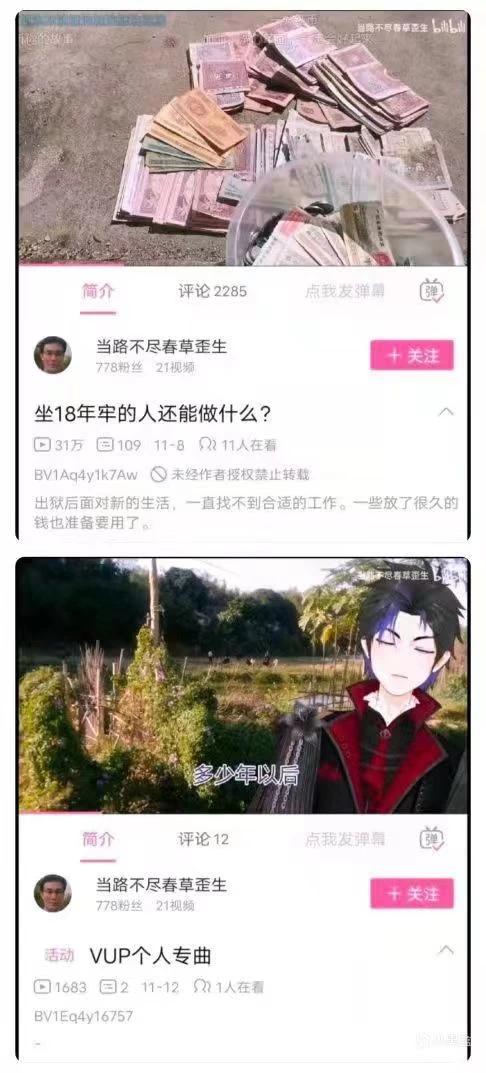 当路不尽春草歪生 bilibili
简介 评论 2285 点我发弹幕 弹
当路不尽春草歪生
778粉丝 21视频
+ 关注
坐18年牢的人还能做什么?
31万 109 11-8 11人在看
BV1Aq4y1k7Aw 未经作者授权禁止转载
出狱后面对新的生活，一直找不到合适的工作。一些放了很久的
钱也准备要用了。
当路不尽春草歪生 bilibili
多少年以后
简介 评论 12 点我发弹幕 弹
当路不尽春草歪生
778粉丝 21视频
+ 关注
活动 VUP个人专曲
1683 2 11-12 1人在看
BV1Eq4y16757
-